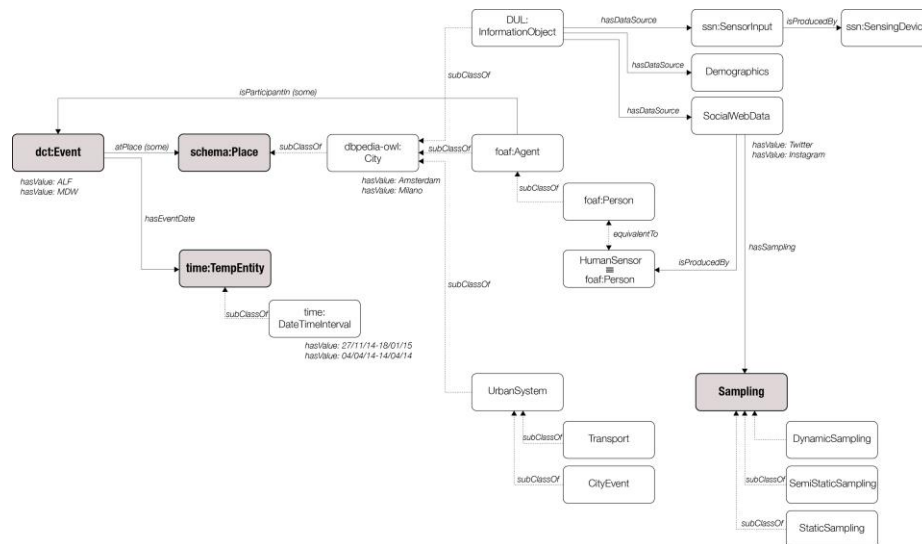 DUL:
InformationObject
hasDataSource
ssn:SensorInput
isProducedBy
ssn:SensingDevic
hasDataSource
Demographics
subClassOf
hasDataSource
SocialWebData
isParticipantIn (some)
dct:Event
atPlace (some)
schema:Place
subClassOf
dbpedia-owl:
City
subClassOf
foaf:Agent
hasValue: Twitter
hasValue: Instagram
hasValue: ALF
hasValue: MDW
hasValue: Amsterdam
hasValue: Milano
subClassOf
foaf:Person
hasEventDate
equivalentTo
hasSampling
time:TempEntity
HumanSensor
≡
foaf:Person
isProducedBy
subClassOf
subClassOf
time:
DateTimeInterval
hasValue: 27/11/14-18/01/15
hasValue: 04/04/14-14/04/14
UrbanSystem
Sampling
subClassOf
Transport
DynamicSampling
subClassOf
CityEvent
subClassOf
SemiStaticSampling
subClassOf
StaticSampling